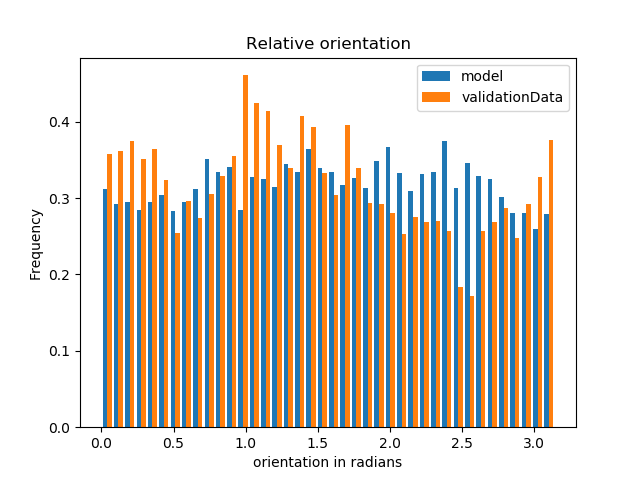 Relative orientation
model
validationData
Frequency
0.4
0.3
0.2
0.1
0.0
0.0 0.5 1.0 1.5 2.0 2.5 3.0
orientation in radians